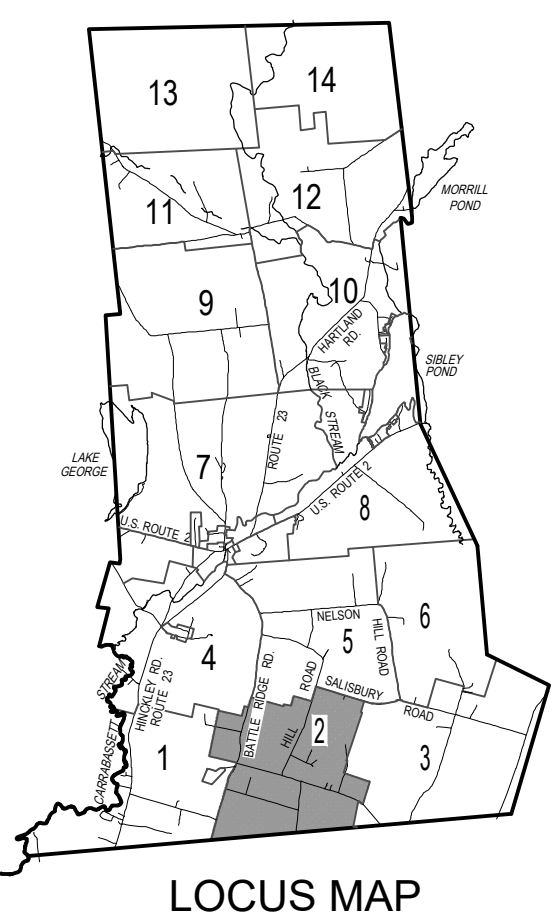 13
14
MORRILL
POND
11
12
9
10
HARTLAND
RD.
SIBLEY
POND
BLACK STREAM
ROUTE 23
LAKE
GEORGE
7
U.S. ROUTE 2
8
U.S. ROUTE 2
NELSON
HILL ROAD
6
5
4
HINCKLEY RD.
ROUTE 23
BATTLE RIDGE RD.
HILL ROAD
SALISBURY
ROAD
2
CARRABASSETT STREAM
1
3
LOCUS MAP